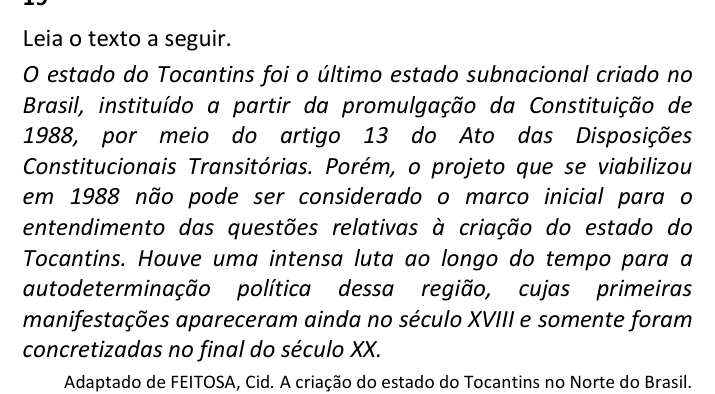 19
Leia o texto a seguir.
O estado do Tocantins foi o último estado subnacional criado no
Brasil, instituído a partir da promulgação da Constituição de
1988, por meio do artigo 13 do Ato das Disposições
Constitucionais Transitórias. Porém, o projeto que se viabilizou
em 1988 não pode ser considerado o marco inicial para o
entendimento das questões relativas à criação do estado do
Tocantins. Houve uma intensa luta ao longo do tempo para a
autodeterminação política dessa região, cujas primeiras
manifestações apareceram ainda no século XVIII e somente foram
concretizadas no final do século XX.
Adaptado de FEITOSA, Cid. A criação do estado do Tocantins no Norte do Brasil.